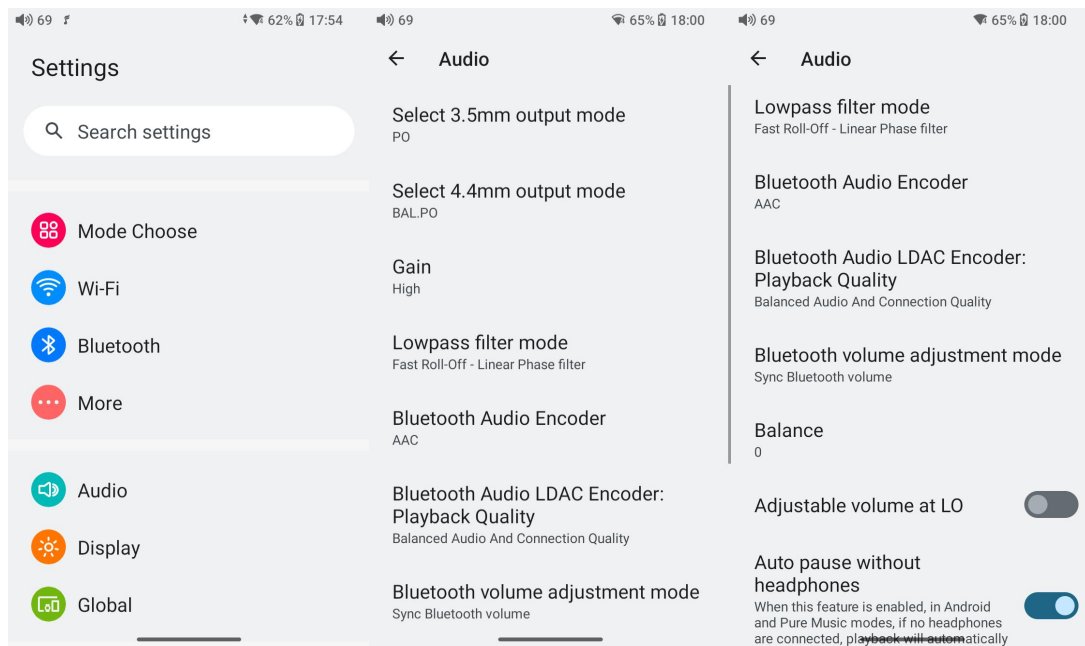 69
62% 17:54
Settings
Search settings
Mode Choose
Wi-Fi
Bluetooth
More
Audio
Display
Global
69
65% 18:00
Audio
Select 3.5mm output mode
PO
Select 4.4mm output mode
BAL.PO
Gain
High
Lowpass filter mode
Fast Roll-Off - Linear Phase filter
Bluetooth Audio Encoder
AAC
Bluetooth Audio LDAC Encoder:
Playback Quality
Balanced Audio And Connection Quality
Bluetooth volume adjustment mode
Sync Bluetooth volume
69
65% 18:00
Audio
Lowpass filter mode
Fast Roll-Off - Linear Phase filter
Bluetooth Audio Encoder
AAC
Bluetooth Audio LDAC Encoder:
Playback Quality
Balanced Audio And Connection Quality
Bluetooth volume adjustment mode
Sync Bluetooth volume
Balance
0
Adjustable volume at LO
Auto pause without
headphones
When this feature is enabled, in Android
and Pure Music modes, if no headphones
are connected, playback will automatically